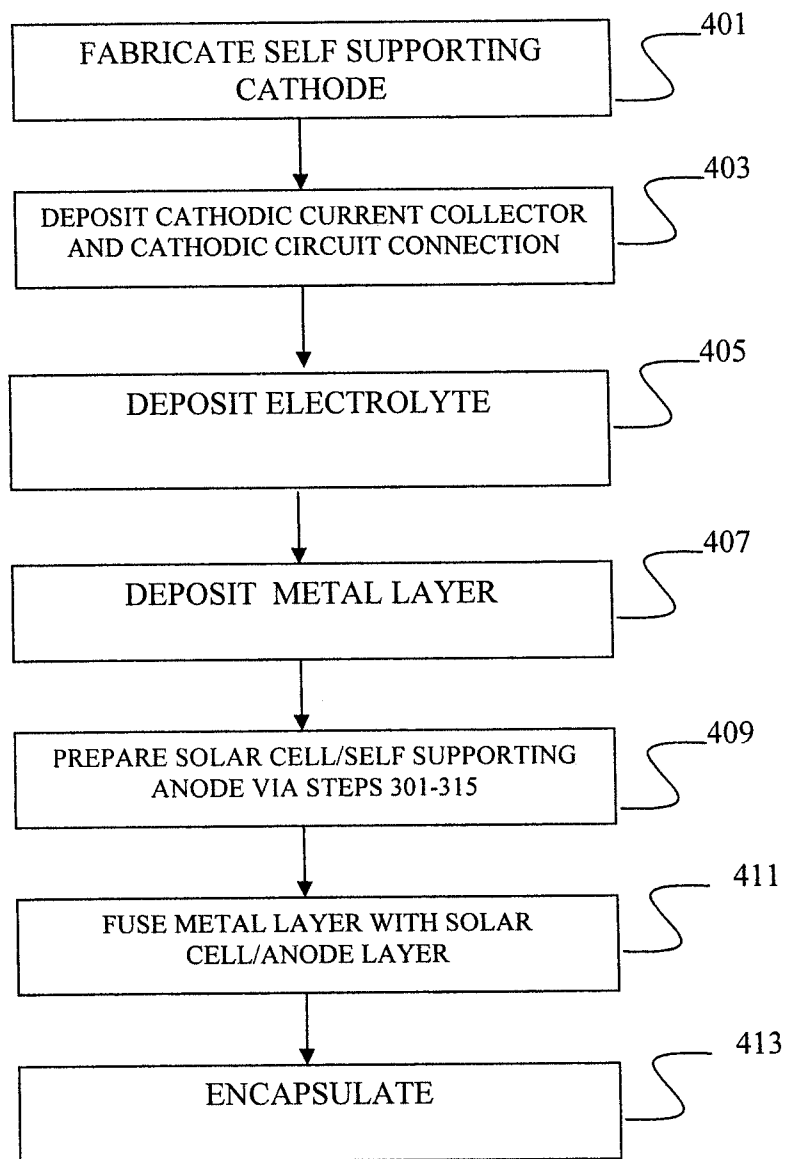 FABRICATE SELF SUPPORTING
CATHODE
401
DEPOSIT CATHODIC CURRENT COLLECTOR
AND CATHODIC CIRCUIT CONNECTION
403
DEPOSIT ELECTROLYTE
405
DEPOSIT METAL LAYER
407
PREPARE SOLAR CELL/SELF SUPPORTING
ANODE VIA STEPS 301-315
409
FUSE METAL LAYER WITH SOLAR
CELL/ANODE LAYER
411
ENCAPSULATE
413